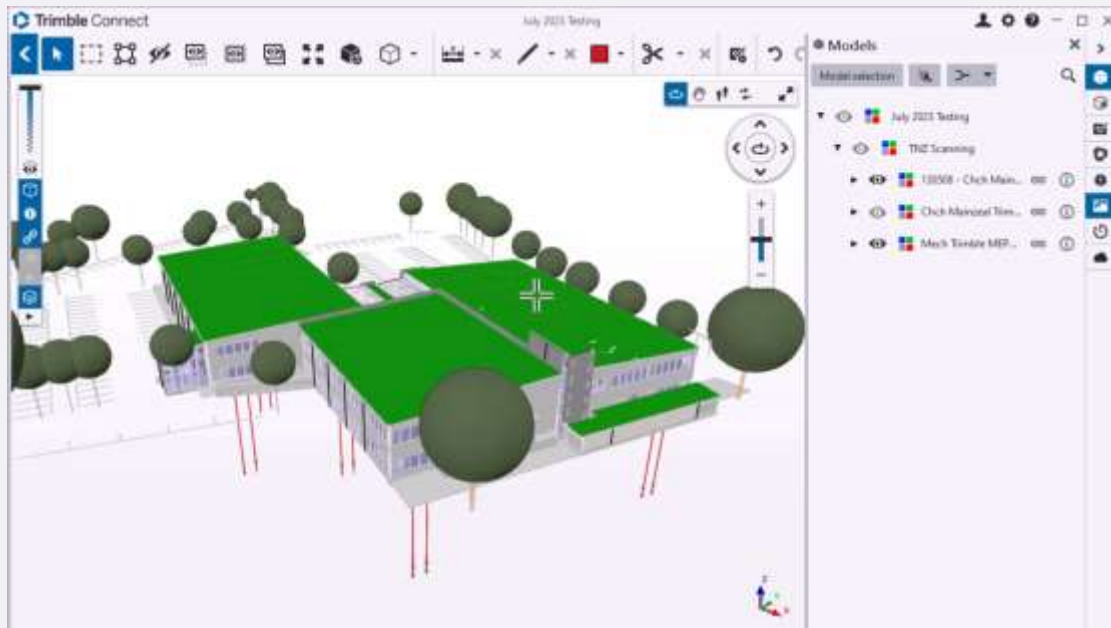 Trimble Connect
July 2023 Testing
Models
Model selection
July 2023 Testing
TNZ Scanning
Chch Main...
Chch Mainzeal Trim...
Mech Trimble MEP...